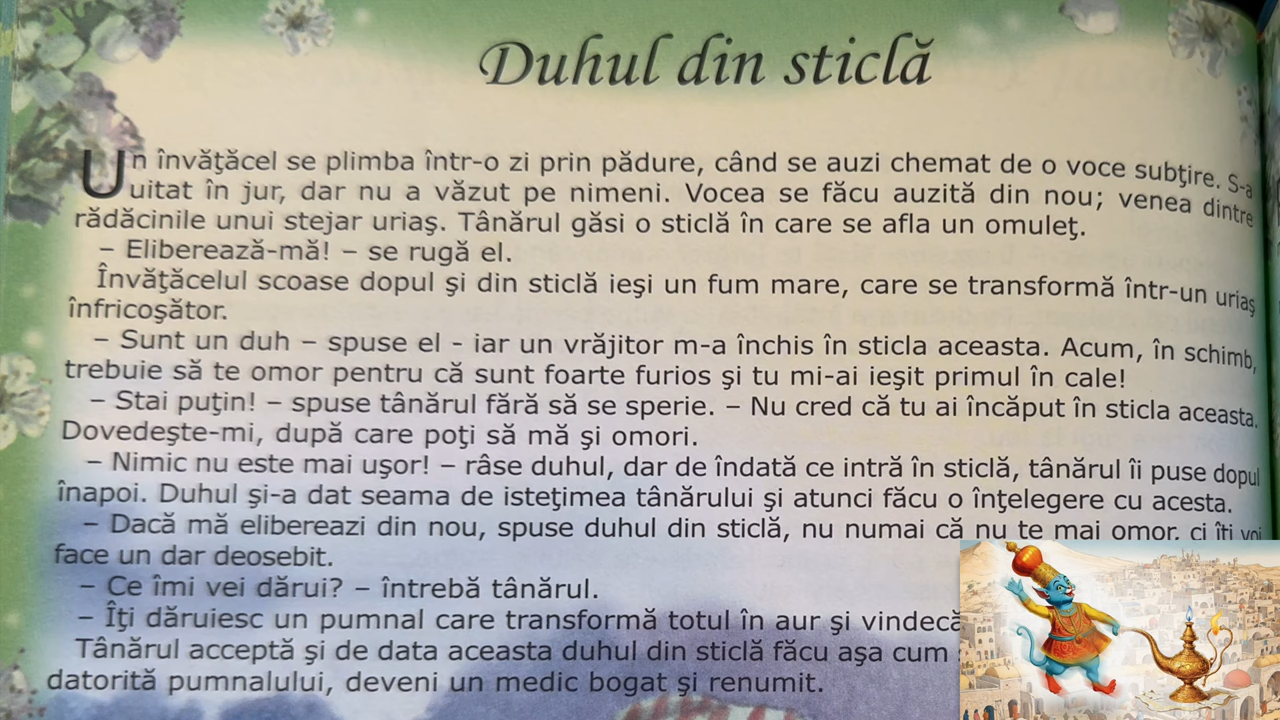 Duhul din sticlă
Un învăţăcel se plimba într-o zi prin pădure, când se auzi chemat de o voce subţire. S-a
uitat în jur, dar nu a văzut pe nimeni. Vocea se făcu auzită din nou; venea dintre
rădăcinile unui stejar uriaş. Tânărul găsi o sticlă în care se afla un omuleţ.
– Eliberează-mă! – se rugă el.
Învăţăcelul scoase dopul şi din sticlă ieşi un fum mare, care se transformă într-un uriaş
înfricoşător.
– Sunt un duh – spuse el - iar un vrăjitor m-a închis în sticla aceasta. Acum, în schimb,
trebuie să te omor pentru că sunt foarte furios şi tu mi-ai ieşit primul în cale!
– Stai puţin! – spuse tânărul fără să se sperie. – Nu cred că tu ai încăput în sticla aceasta.
Dovedeşte-mi, după care poţi să mă şi omori.
– Nimic nu este mai uşor! – râse duhul, dar de îndată ce intră în sticlă, tânărul îi puse dopul
înapoi. Duhul şi-a dat seama de isteţimea tânărului şi atunci făcu o înţelegere cu acesta.
– Dacă mă eliberezi din nou, spuse duhul din sticlă, nu numai că nu te mai omor, ci îţi voi
face un dar deosebit.
– Ce îmi vei dărui? – întrebă tânărul.
– Îţi dăruiesc un pumnal care transformă totul în aur şi vindecă
Tânărul acceptă şi de data aceasta duhul din sticlă făcu aşa cum
datorită pumnalului, deveni un medic bogat şi renumit.